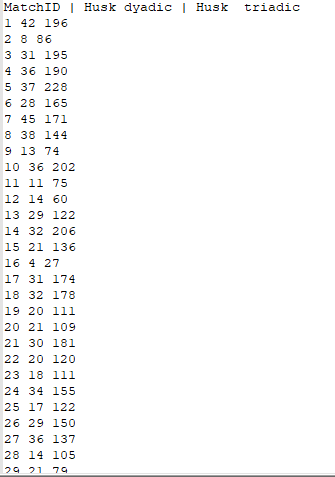 MatchID | Husk dyadic | Husk  triadic
1 42 196
2 8 86
3 31 195
4 36 190
5 37 228
6 28 165
7 45 171
8 38 144
9 13 74
10 36 202
11 11 75
12 14 60
13 29 122
14 32 206
15 21 136
16 4 27
17 31 174
18 32 178
19 20 111
20 21 109
21 30 181
22 20 120
23 18 111
24 34 155
25 17 122
26 29 150
27 36 137
28 14 105
29 21 79